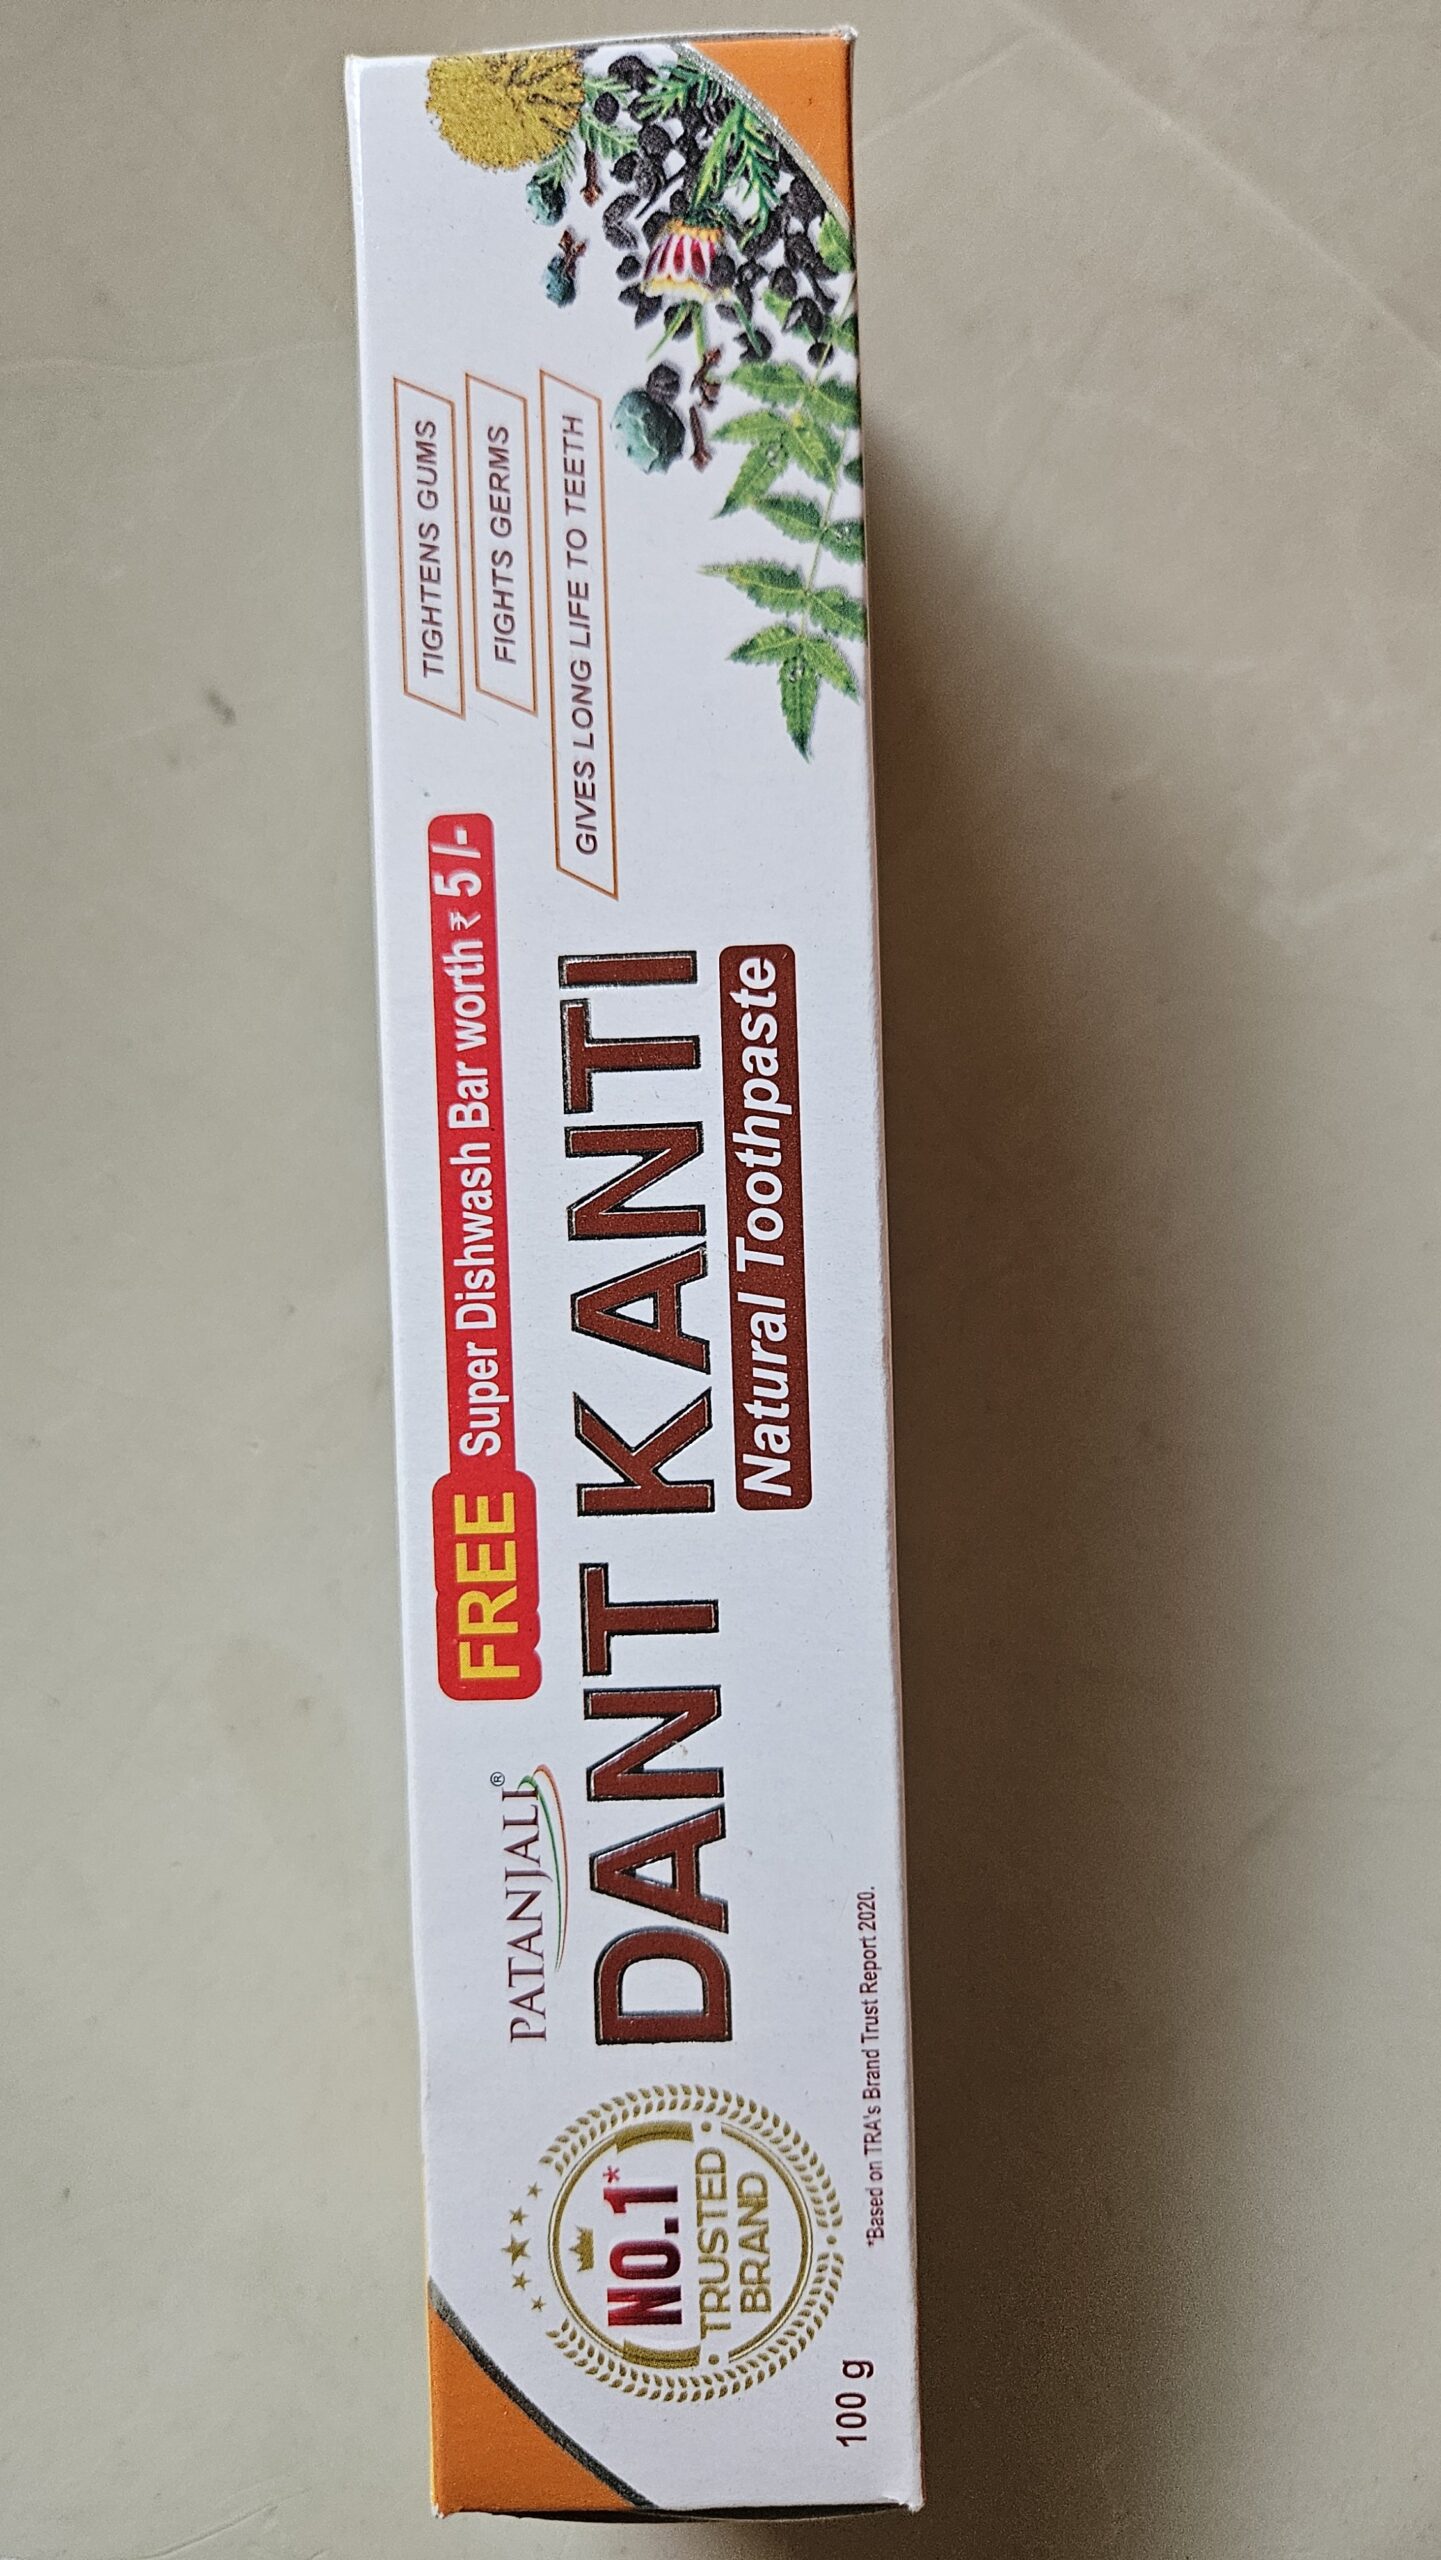 NO.1*
TRUSTED
BRAND
100 g
*Based on TRA's Brand Trust Report 2020.
PATANJALI®
FREE Super Dishwash Bar worth ₹ 5/-
DANT KANTI
Natural Toothpaste
TIGHTENS GUMS
FIGHTS GERMS
GIVES LONG LIFE TO TEETH